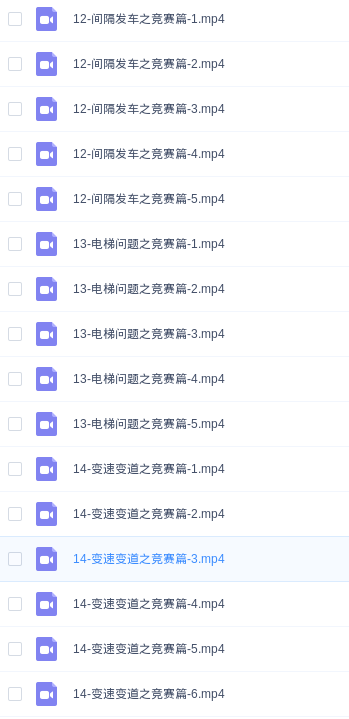 12-间隔发车之竞赛篇-1.mp4
12-间隔发车之竞赛篇-2.mp4
12-间隔发车之竞赛篇-3.mp4
12-间隔发车之竞赛篇-4.mp4
12-间隔发车之竞赛篇-5.mp4
13-电梯问题之竞赛篇-1.mp4
13-电梯问题之竞赛篇-2.mp4
13-电梯问题之竞赛篇-3.mp4
13-电梯问题之竞赛篇-4.mp4
13-电梯问题之竞赛篇-5.mp4
14-变速变道之竞赛篇-1.mp4
14-变速变道之竞赛篇-2.mp4
14-变速变道之竞赛篇-3.mp4
14-变速变道之竞赛篇-4.mp4
14-变速变道之竞赛篇-5.mp4
14-变速变道之竞赛篇-6.mp4